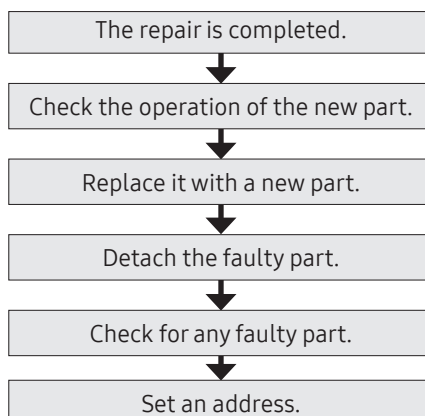 The repair is completed.
Check the operation of the new part.
Replace it with a new part.
Detach the faulty part.
Check for any faulty part.
Set an address.